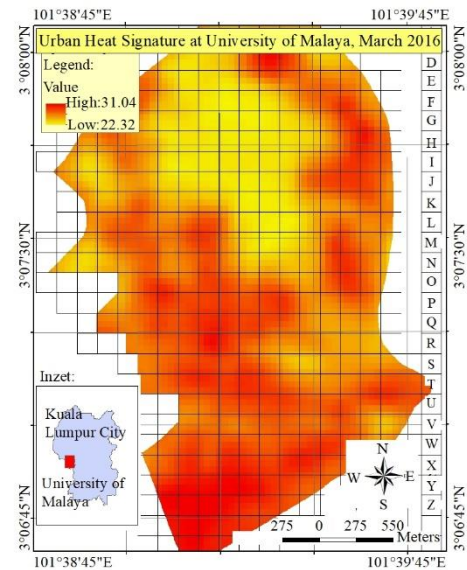 101°38'45"E 101°39'45"E
Urban Heat Signature at University of Malaya, March 2016
Legend:
Value
High:31.04
Low:22.32
3°08'00"N
3°08'00"N
D
E
F
G
H
I
J
K
L
M
N
O
P
Q
R
S
T
U
V
W
X
Y
Z
3°07'30"N
3°07'30"N
Inzet:
Kuala
Lumpur City
University of
Malaya
N
W E
S
275 0 275 550
Meters
3°06'45"N
3°06'45"N
101°38'45"E 101°39'45"E